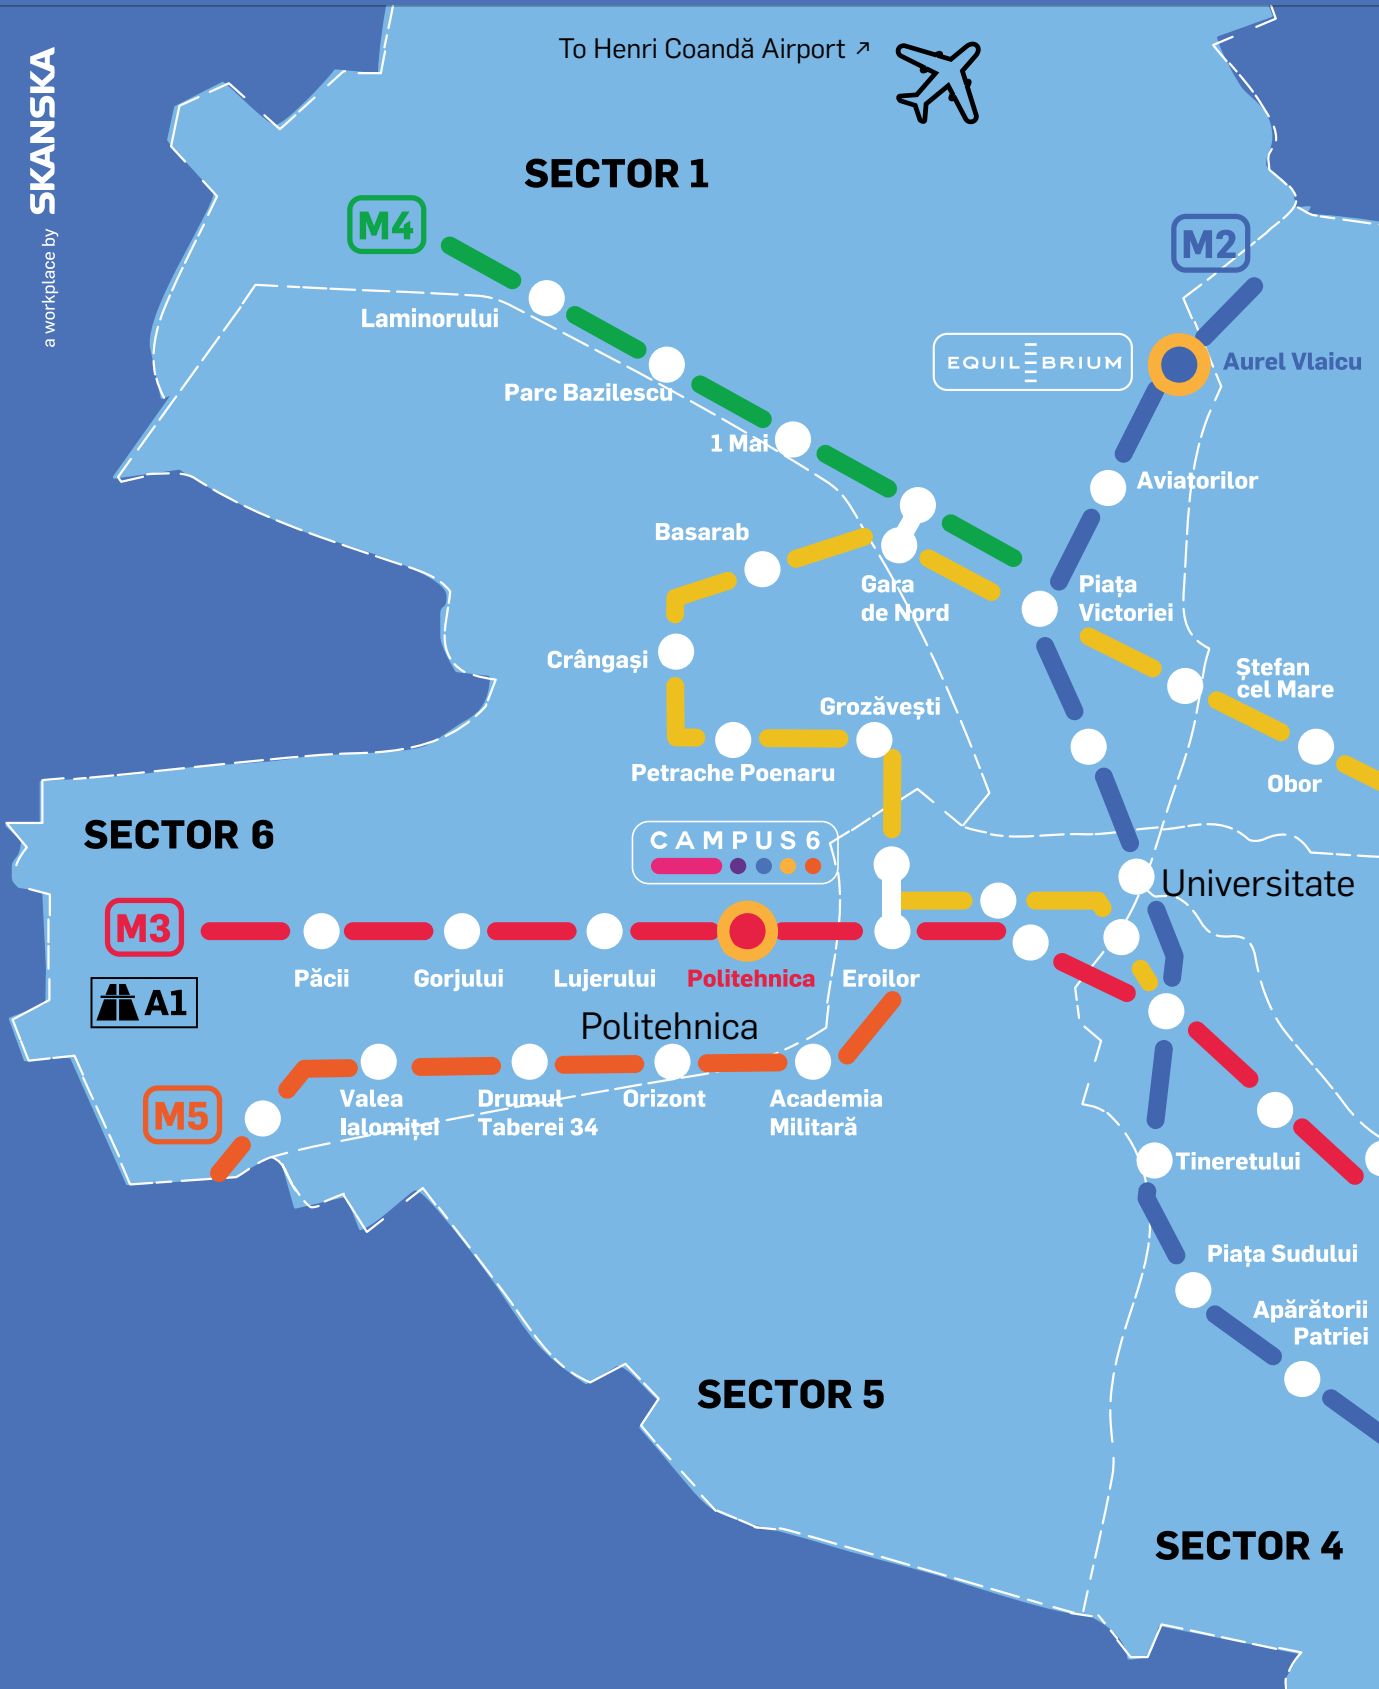 To Henri Coandă Airport
a workplace by SKANSKA
SECTOR 1
M4
M2
Laminorului
EQUILIBRIUM
Aurel Vlaicu
Parc Bazilescu
1 Mai
Aviatorilor
Basarab
Gara
de Nord
Piața
Victoriei
Crângași
Ștefan
cel Mare
Grozăvești
Petrache Poenaru
Obor
SECTOR 6
CAMPUS 6
Universitate
M3
Păcii
Gorjului
Lujerului
Politehnica
Eroilor
A1
Politehnica
M5
Valea
Ialomiței
Drumul
Taberei 34
Orizont
Academia
Militară
Tineretului
Piața Sudului
Apărătorii
Patriei
SECTOR 5
SECTOR 4